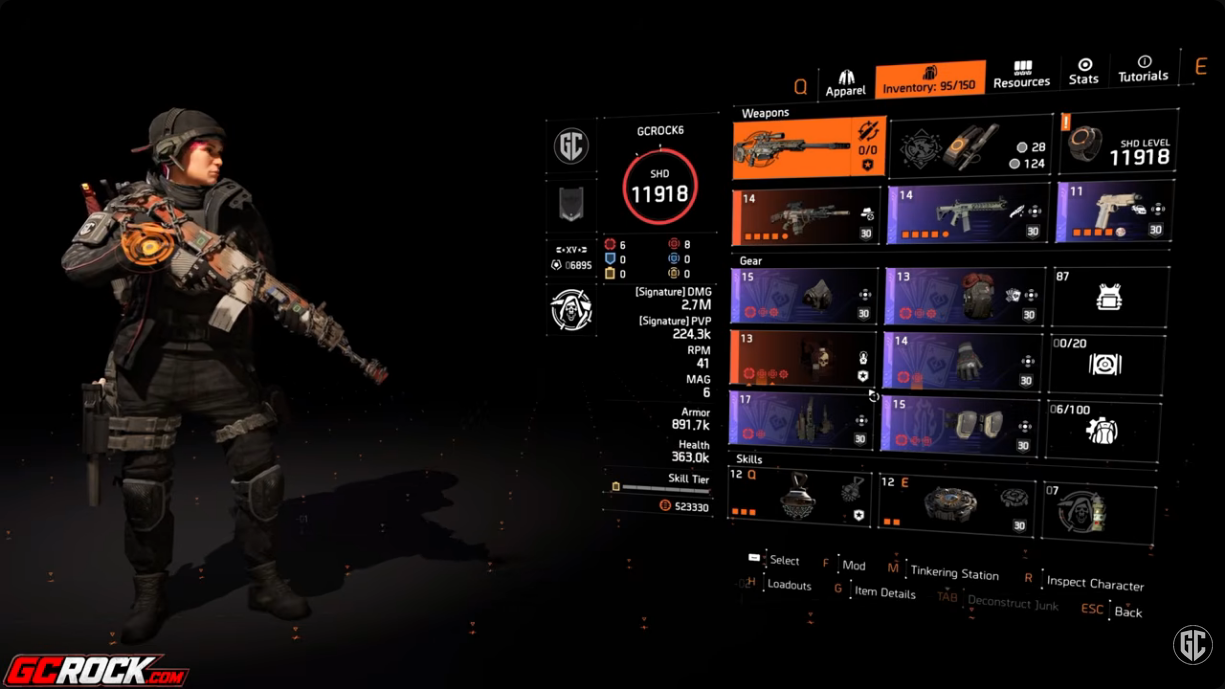 Q
Apparel
Inventory: 95/150
Resources
Stats
Tutorials
E
Weapons
GC
GCROCK6
SHD
11918
0/0
28
124
SHD LEVEL
11918
14
30
14
30
11
30
XV
06895
6
8
0
0
0
0
Gear
15
30
13
30
87
[Signature] DMG
2,7M
[Signature] PVP
224,3k
RPM
41
MAG
6
13
14
30
00/20
Armor
891,7k
Health
363,0k
Skill Tier
523330
17
30
15
30
06/100
Skills
12 Q
12 E
30
07
Select
F Mod
M Tinkering Station
R Inspect Character
H Loadouts
G Item Details
TAB Deconstruct Junk
ESC Back
GCROCK.COM
GC